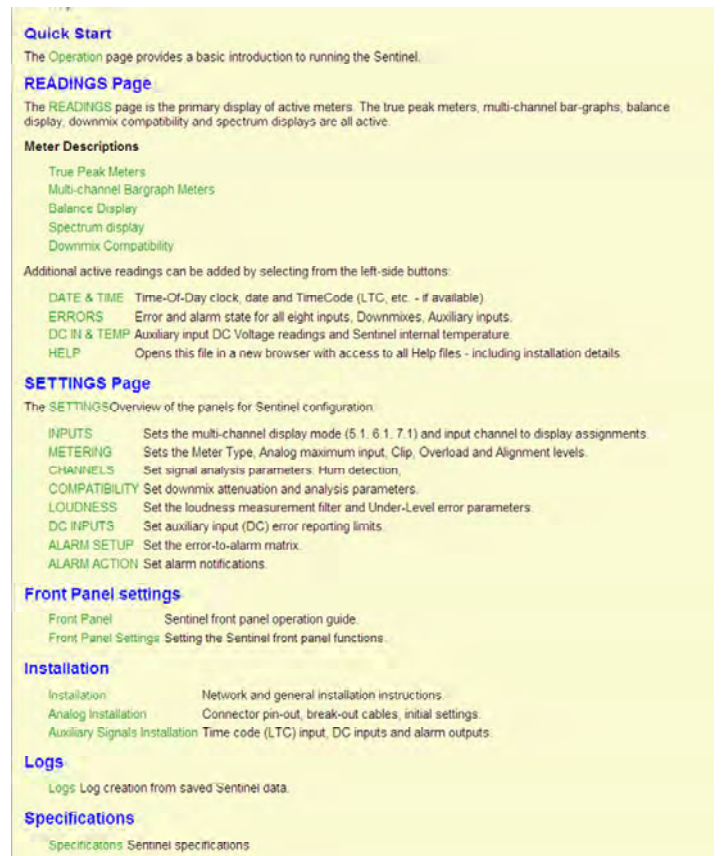 Quick Start
The Operation page provides a basic introduction to running the Sentinel.
READINGS Page
The READINGS page is the primary display of active meters. The true peak meters, multi-channel bar-graphs, balance
display, downmix compatibility and spectrum displays are all active.
Meter Descriptions
True Peak Meters
Multi-channel Bargraph Meters
Balance Display
Spectrum display
Downmix Compatibility
Additional active readings can be added by selecting from the left-side buttons:
DATE & TIME Time-Of-Day clock, date and TimeCode (LTC, etc. - if available).
ERRORS Error and alarm state for all eight inputs, Downmixes, Auxiliary inputs.
DC IN & TEMP Auxiliary input DC Voltage readings and Sentinel internal temperature.
HELP Opens this file in a new browser with access to all Help files - including installation details.
SETTINGS Page
The SETTINGSOverview of the panels for Sentinel configuration.
INPUTS Sets the multi-channel display mode (5.1, 6.1, 7.1) and input channel to display assignments.
METERING Sets the Meter Type, Analog maximum input, Clip, Overload and Alignment levels.
CHANNELS Set signal analysis parameters. Hum detection,
COMPATIBILITY Set downmix attenuation and analysis parameters.
LOUDNESS Set the loudness measurement filter and Under-Level error parameters.
DC INPUTS Set auxiliary input (DC) error reporting limits.
ALARM SETUP Set the error-to-alarm matrix.
ALARM ACTION Set alarm notifications.
Front Panel settings
Front Panel Sentinel front panel operation guide.
Front Panel Settings Setting the Sentinel front panel functions.
Installation
Installation Network and general installation instructions.
Analog Installation Connector pin-out, break-out cables, initial settings.
Auxiliary Signals Installation Time code (LTC) input, DC inputs and alarm outputs.
Logs
Logs Log creation from saved Sentinel data.
Specifications
Specificatons Sentinel specifications